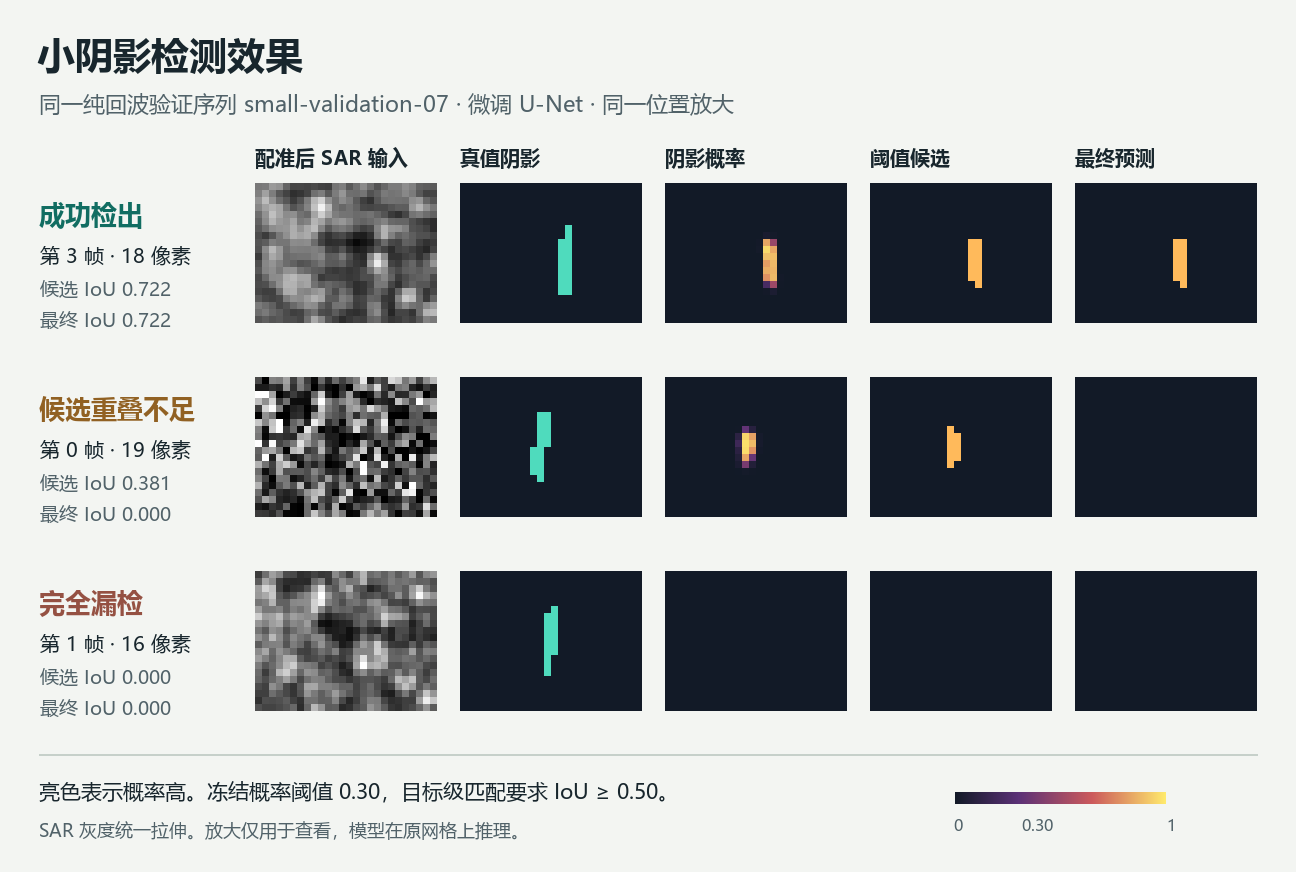 小阴影检测效果
同一纯回波验证序列 small-validation-07 · 微调 U-Net · 同一位置放大
配准后 SAR 输入
真值阴影
阴影概率
阈值候选
最终预测
成功检出
第 3 帧 · 18 像素
候选 IoU 0.722
最终 IoU 0.722
候选重叠不足
第 0 帧 · 19 像素
候选 IoU 0.381
最终 IoU 0.000
完全漏检
第 1 帧 · 16 像素
候选 IoU 0.000
最终 IoU 0.000
亮色表示概率高。冻结概率阈值 0.30，目标级匹配要求 IoU ≥ 0.50。
SAR 灰度统一拉伸。放大仅用于查看，模型在原网格上推理。
0
0.30
1